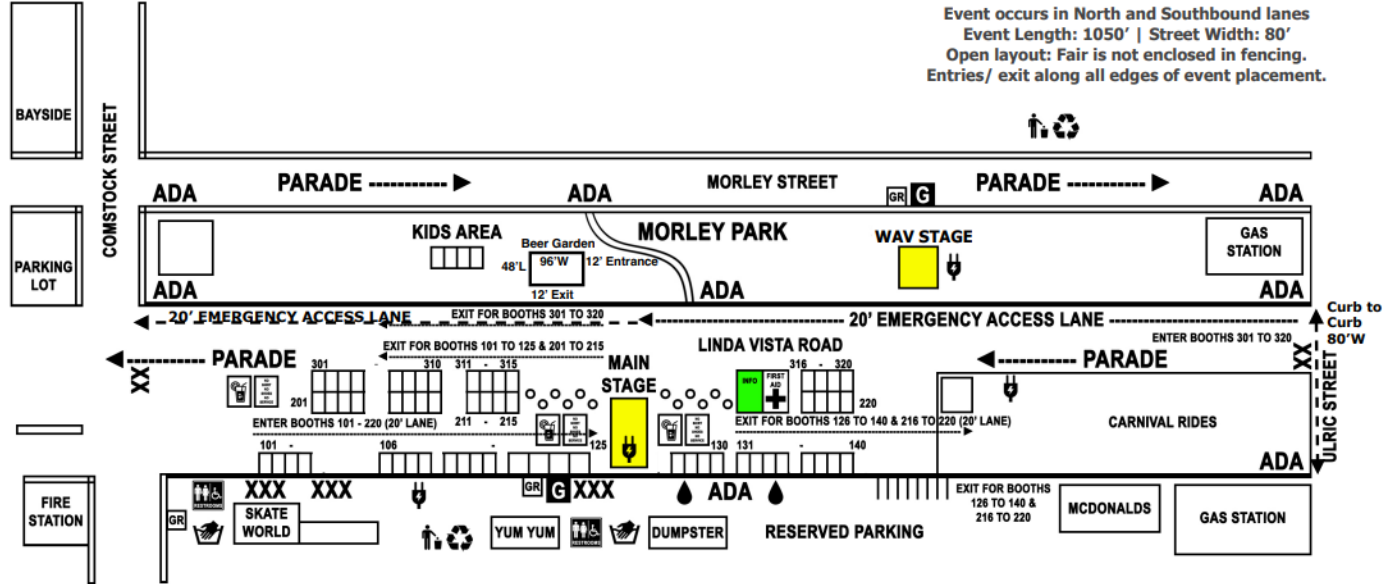 Event occurs in North and Southbound lanes
Event Length: 1050’ | Street Width: 80’
Open layout: Fair is not enclosed in fencing.
Entries/ exit along all edges of event placement.
BAYSIDE
COMSTOCK STREET
PARADE
MORLEY STREET
PARADE
ADA
ADA
GR
G
ADA
KIDS AREA
MORLEY PARK
WAV STAGE
GAS
STATION
Beer Garden
48’L
96’W
12’ Entrance
12’ Exit
PARKING
LOT
ADA
ADA
ADA
20’ EMERGENCY ACCESS LANE
EXIT FOR BOOTHS 301 TO 320
20’ EMERGENCY ACCESS LANE
Curb to
Curb
80’W
ENTER BOOTHS 301 TO 320
EXIT FOR BOOTHS 101 TO 125 & 201 TO 215
LINDA VISTA ROAD
PARADE
MAIN
STAGE
PARADE
XX
XX
ULRIC STREET
301
-
310
311 - 315
316 - 320
INFO
FIRST
AID
201
220
211 - 215
ENTER BOOTHS 101 - 220 (20’ LANE)
EXIT FOR BOOTHS 126 TO 140 & 216 TO 220 (20’ LANE)
CARNIVAL RIDES
101 -
106
-
125
130
131
-
140
ADA
FIRE
STATION
GR
RESTROOMS
XXX
XXX
SKATE
WORLD
GR
G
XXX
YUM YUM
RESTROOMS
DUMPSTER
ADA
RESERVED PARKING
EXIT FOR BOOTHS
126 TO 140 &
216 TO 220
MCDONALDS
GAS STATION